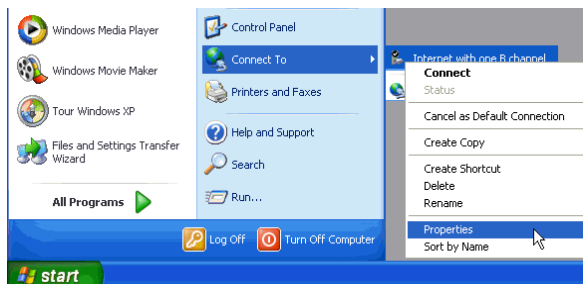 Windows Media Player
Windows Movie Maker
Tour Windows XP
Files and Settings Transfer
Wizard
All Programs
Control Panel
Connect To
Printers and Faxes
Help and Support
Search
Run...
Internet with one B channel
Connect
Status
Cancel as Default Connection
Create Copy
Create Shortcut
Delete
Rename
Properties
Sort by Name
Log Off
Turn Off Computer
start